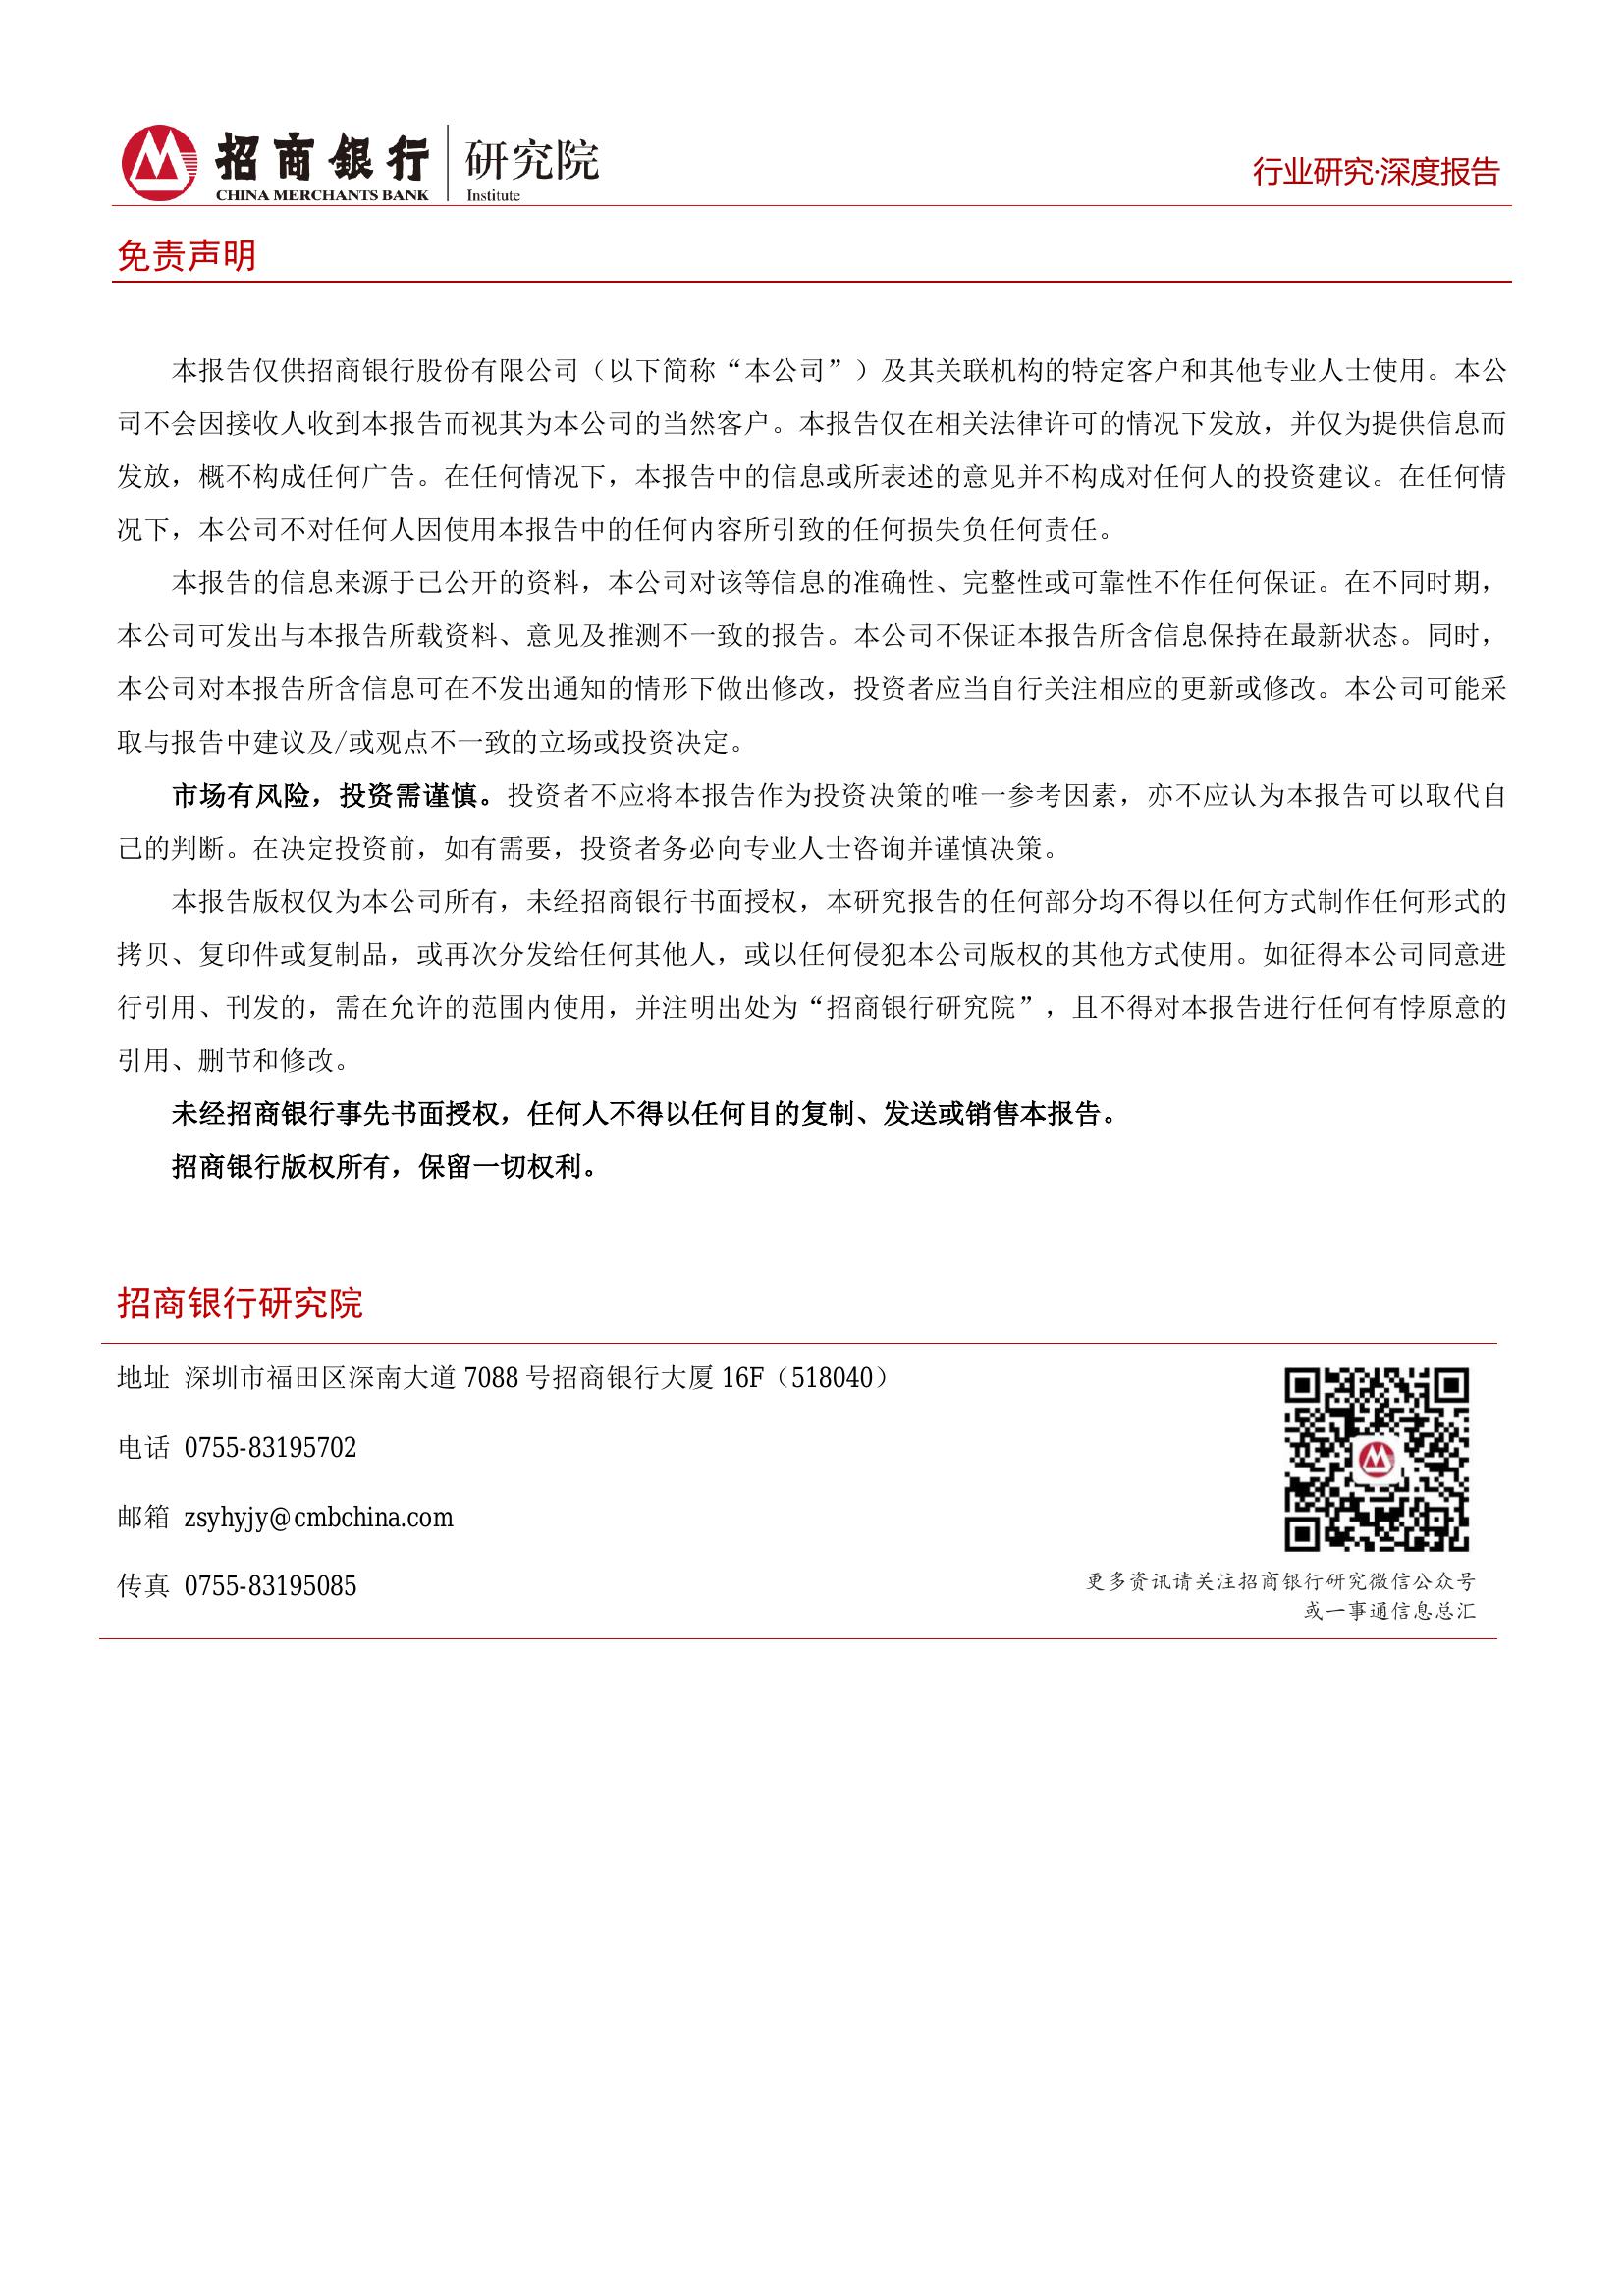 招商银行
CHINA MERCHANTS BANK
研究院
Institute
行业研究·深度报告
免责声明
本报告仅供招商银行股份有限公司（以下简称“本公司”）及其关联机构的特定客户和其他专业人士使用。本公
司不会因接收人收到本报告而视其为本公司的当然客户。本报告仅在相关法律许可的情况下发放，并仅为提供信息而
发放，概不构成任何广告。在任何情况下，本报告中的信息或所表述的意见并不构成对任何人的投资建议。在任何情
况下，本公司不对任何人因使用本报告中的任何内容所引致的任何损失负任何责任。
本报告的信息来源于已公开的资料，本公司对该等信息的准确性、完整性或可靠性不作任何保证。在不同时期，
本公司可发出与本报告所载资料、意见及推测不一致的报告。本公司不保证本报告所含信息保持在最新状态。同时，
本公司对本报告所含信息可在不发出通知的情形下做出修改，投资者应当自行关注相应的更新或修改。本公司可能采
取与报告中建议及/或观点不一致的立场或投资决定。
市场有风险，投资需谨慎。投资者不应将本报告作为投资决策的唯一参考因素，亦不应认为本报告可以取代自
己的判断。在决定投资前，如有需要，投资者务必向专业人士咨询并谨慎决策。
本报告版权仅为本公司所有，未经招商银行书面授权，本研究报告的任何部分均不得以任何方式制作任何形式的
拷贝、复印件或复制品，或再次分发给任何其他人，或以任何侵犯本公司版权的其他方式使用。如征得本公司同意进
行引用、刊发的，需在允许的范围内使用，并注明出处为“招商银行研究院”，且不得对本报告进行任何有悖原意的
引用、删节和修改。
未经招商银行事先书面授权，任何人不得以任何目的复制、发送或销售本报告。
招商银行版权所有，保留一切权利。
招商银行研究院
地址 深圳市福田区深南大道 7088 号招商银行大厦 16F（518040）
电话 0755-83195702
邮箱 zsyhyjy@cmbchina.com
传真 0755-83195085
更多资讯请关注招商银行研究微信公众号
或一事通信息总汇